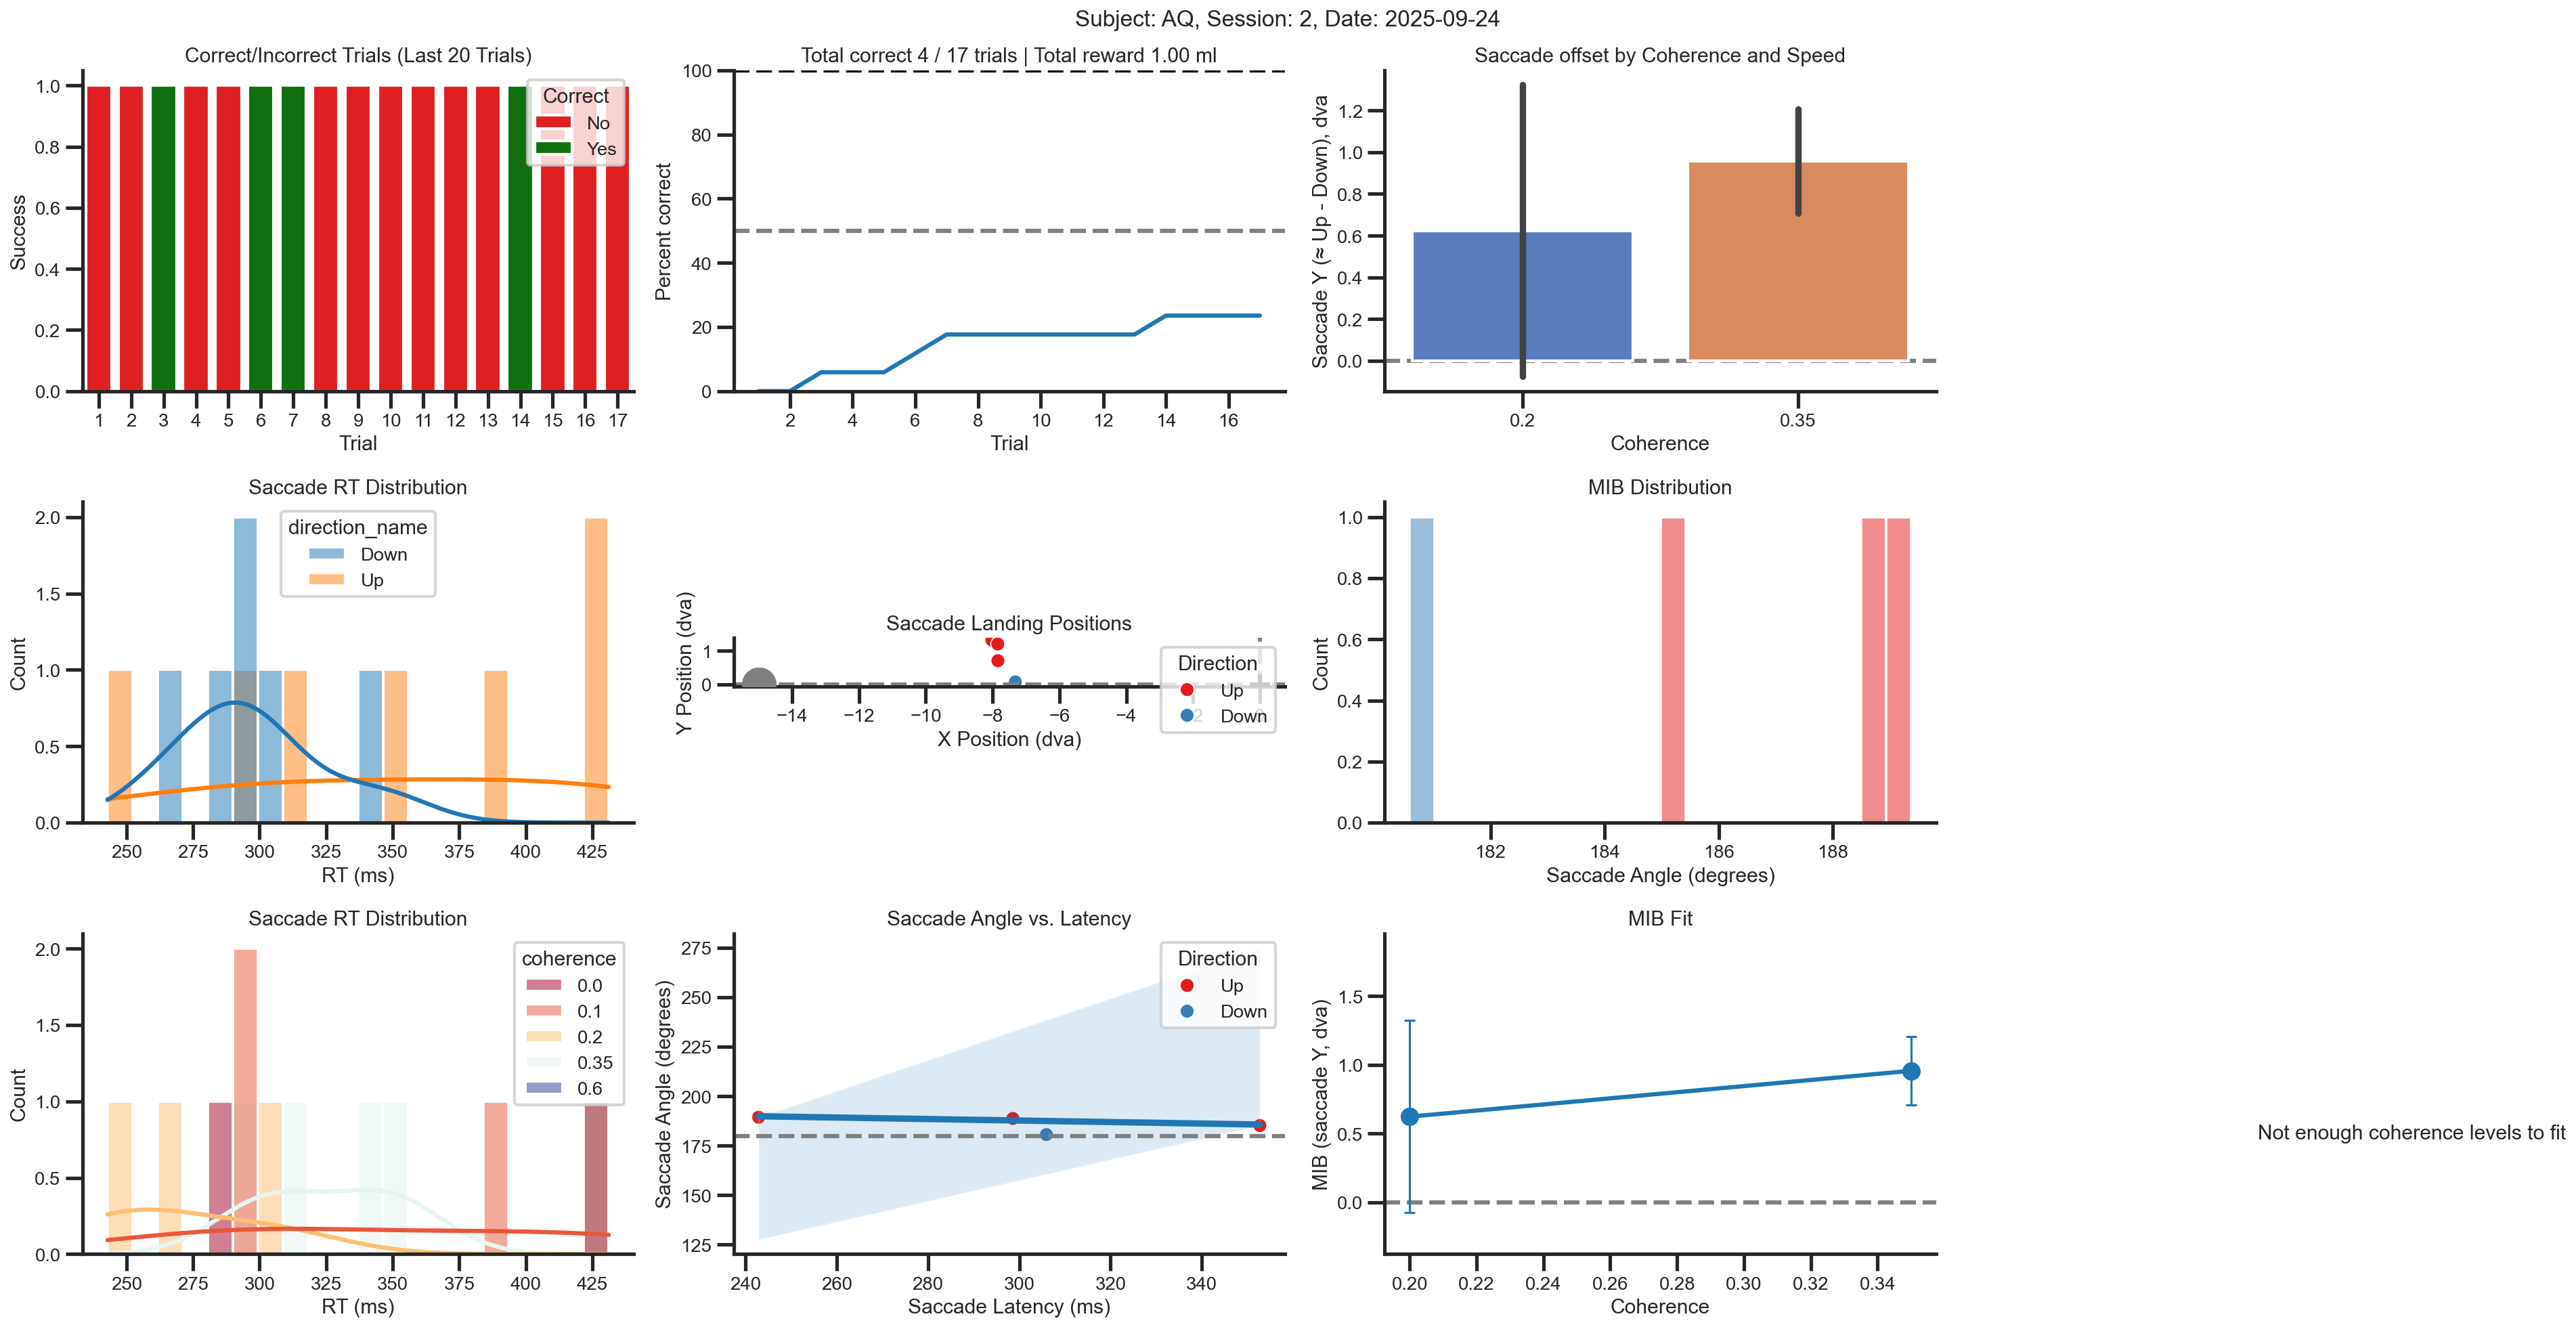 Subject: AQ, Session: 2, Date: 2025-09-24
Correct/Incorrect Trials (Last 20 Trials)
Success
1.0
0.8
0.6
0.4
0.2
0.0
Correct
No
Yes
1 2 3 4 5 6 7 8 9 10 11 12 13 14 15 16 17
Trial
Total correct 4 / 17 trials | Total reward 1.00 ml
Percent correct
100
80
60
40
20
0
2 4 6 8 10 12 14 16
Trial
Saccade offset by Coherence and Speed
Saccade Y (≈ Up - Down), dva
1.2
1.0
0.8
0.6
0.4
0.2
0.0
0.2 0.35
Coherence
Saccade RT Distribution
Count
2.0
1.5
1.0
0.5
0.0
direction_name
Down
Up
250 275 300 325 350 375 400 425
RT (ms)
Saccade Landing Positions
Y Position (dva)
1
0
Direction
Up
Down
−14 −12 −10 −8 −6 −4 −2 0
X Position (dva)
MIB Distribution
Count
1.0
0.8
0.6
0.4
0.2
0.0
182 184 186 188
Saccade Angle (degrees)
Saccade RT Distribution
Count
2.0
1.5
1.0
0.5
0.0
coherence
0.0
0.1
0.2
0.35
0.6
250 275 300 325 350 375 400 425
RT (ms)
Saccade Angle vs. Latency
Saccade Angle (degrees)
275
250
225
200
175
150
125
Direction
Up
Down
240 260 280 300 320 340
Saccade Latency (ms)
MIB Fit
MIB (saccade Y, dva)
1.5
1.0
0.5
0.0
0.20 0.22 0.24 0.26 0.28 0.30 0.32 0.34
Coherence
Not enough coherence levels to fit